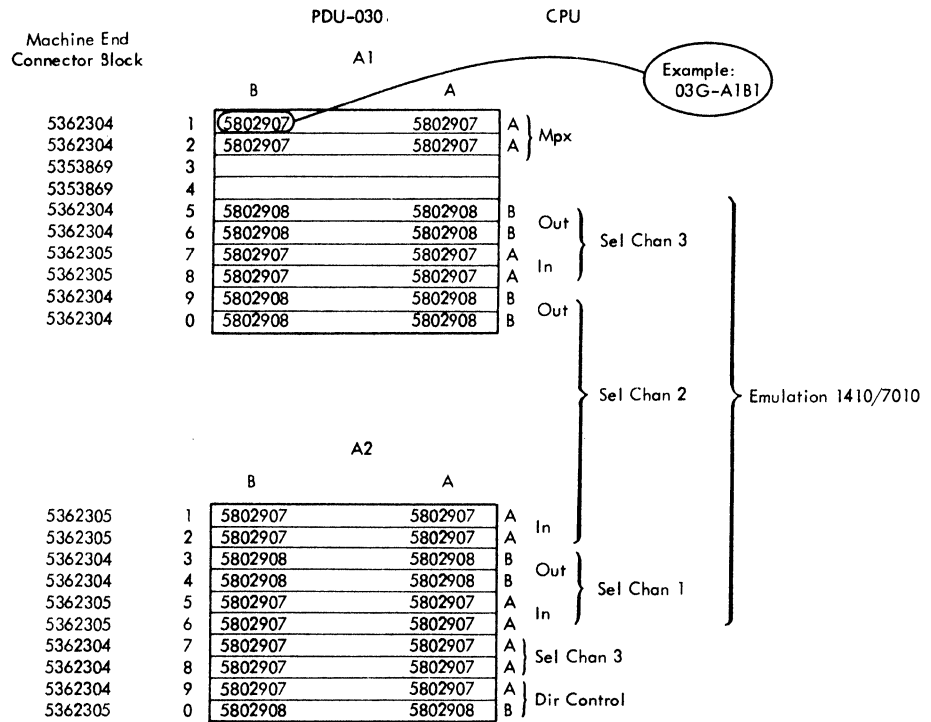 PDU-030 CPU
Machine End
Connector Block
A1
Example:
03G-A1B1
B A
5362304 1 5802907 5802907 A
Mpx
5362304 2 5802907 5802907 A
5353869 3
5353869 4
5362304 5 5802908 5802908 B
Out
5362304 6 5802908 5802908 B
Sel Chan 3
5362305 7 5802907 5802907 A
In
5362305 8 5802907 5802907 A
5362304 9 5802908 5802908 B
Out
5362304 0 5802908 5802908 B
Sel Chan 2 Emulation 1410/7010
A2
B A
5362305 1 5802907 5802907 A
In
5362305 2 5802907 5802907 A
5362304 3 5802908 5802908 B
Out
5362304 4 5802908 5802908 B
Sel Chan 1
5362305 5 5802907 5802907 A
In
5362305 6 5802907 5802907 A
5362304 7 5802907 5802907 A
Sel Chan 3
5362304 8 5802907 5802907 A
5362304 9 5802907 5802907 A
Dir Control
5362305 0 5802908 5802908 B